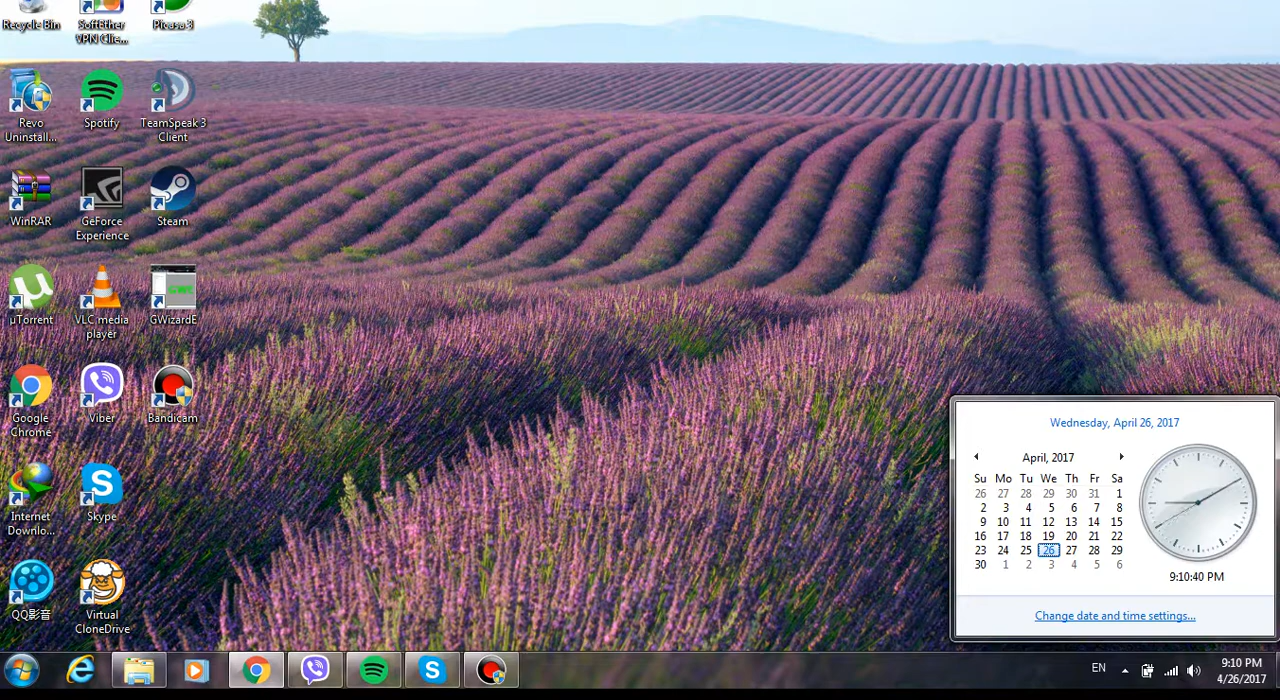 Recycle Bin
SoftEther
VPN Clie...
Picasa 3
Revo
Uninstall...
Spotify
TeamSpeak 3
Client
WinRAR
GeForce
Experience
Steam
µTorrent
VLC media
player
GWC
GWizardE
Google
Chrome
Viber
Bandicam
Internet
Downlo...
Skype
QQ影音
Virtual
CloneDrive
Wednesday, April 26, 2017
April, 2017
Su Mo Tu We Th Fr Sa
26 27 28 29 30 31 1
2 3 4 5 6 7 8
9 10 11 12 13 14 15
16 17 18 19 20 21 22
23 24 25 26 27 28 29
30 1 2 3 4 5 6
9:10:40 PM
Change date and time settings...
EN
9:10 PM
4/26/2017